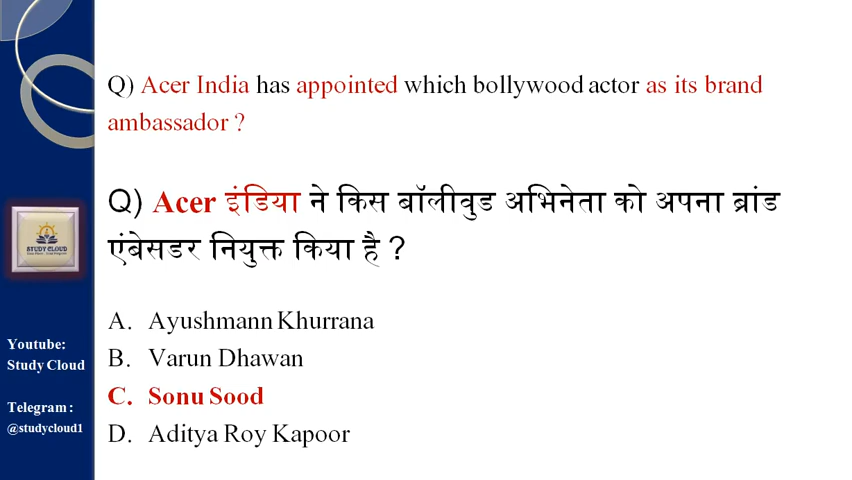 Q) Acer India has appointed which bollywood actor as its brand
ambassador ?
Q) Acer इंडिया ने किस बॉलीवुड अभिनेता को अपना ब्रांड
एंबेसडर नियुक्त किया है ?
STUDY CLOUD
A. Ayushmann Khurrana
B. Varun Dhawan
C. Sonu Sood
D. Aditya Roy Kapoor
Youtube:
Study Cloud
Telegram :
@studycloud1